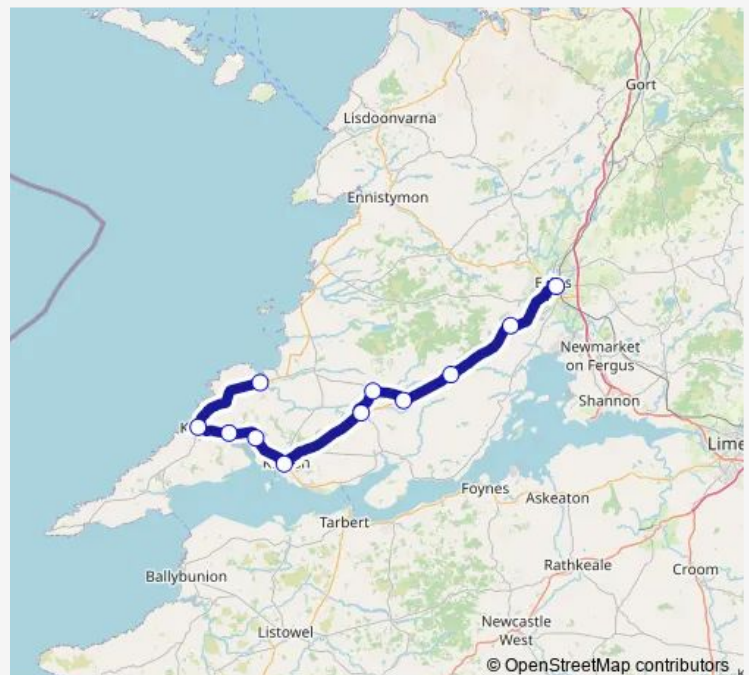 Gort
Lisdoonvarna
Ennistymon
Newmarket
on Fergus
Shannon
Foynes
Askeaton
Tarbert
Rathkeale
Croom
Ballybunion
Newcastle
West
Listowel
© OpenStreetMap contributors